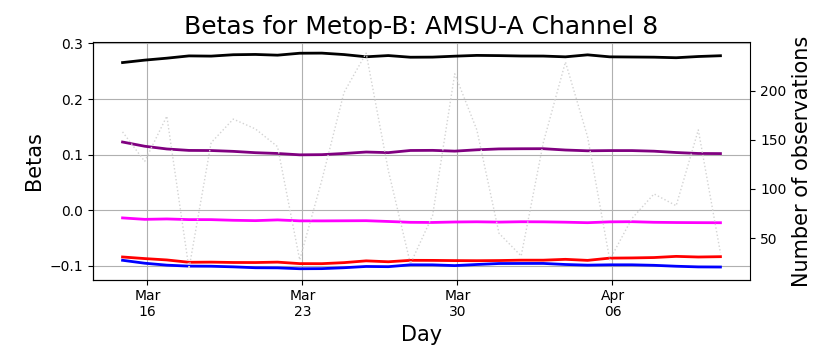 Betas for Metop-B: AMSU-A Channel 8
Betas
0.3
0.2
0.1
0.0
−0.1
200
150
100
50
Number of observations
Mar
16
Mar
23
Mar
30
Apr
06
Day